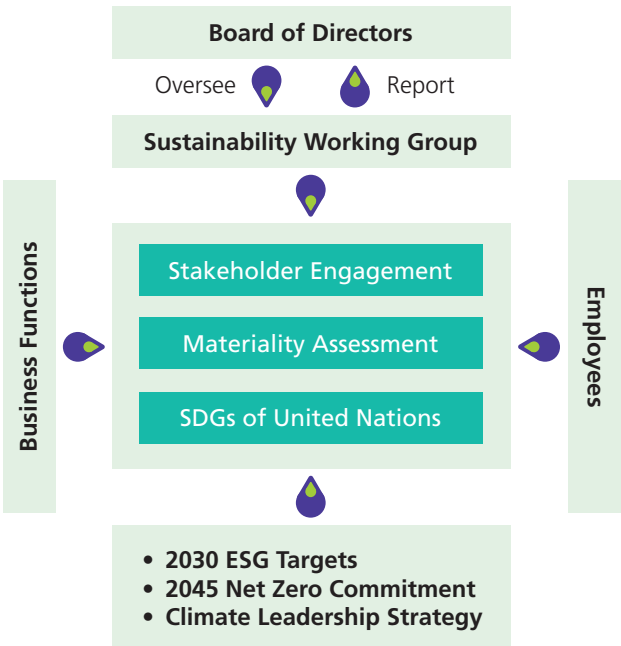 Board of Directors
Oversee
Report
Sustainability Working Group
Business Functions
Stakeholder Engagement
Materiality Assessment
SDGs of United Nations
Employees
• 2030 ESG Targets
• 2045 Net Zero Commitment
• Climate Leadership Strategy